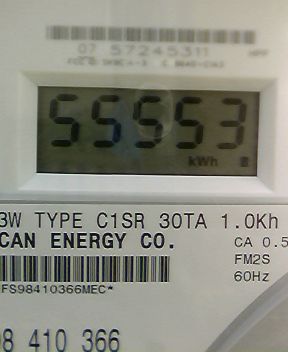 07 57245311
55553
kWh
3W TYPE C1SR 30TA 1.0Kh
CAN ENERGY CO.
CA 0.5
FM2S
60Hz
FS98410366MEC*
98 410 366